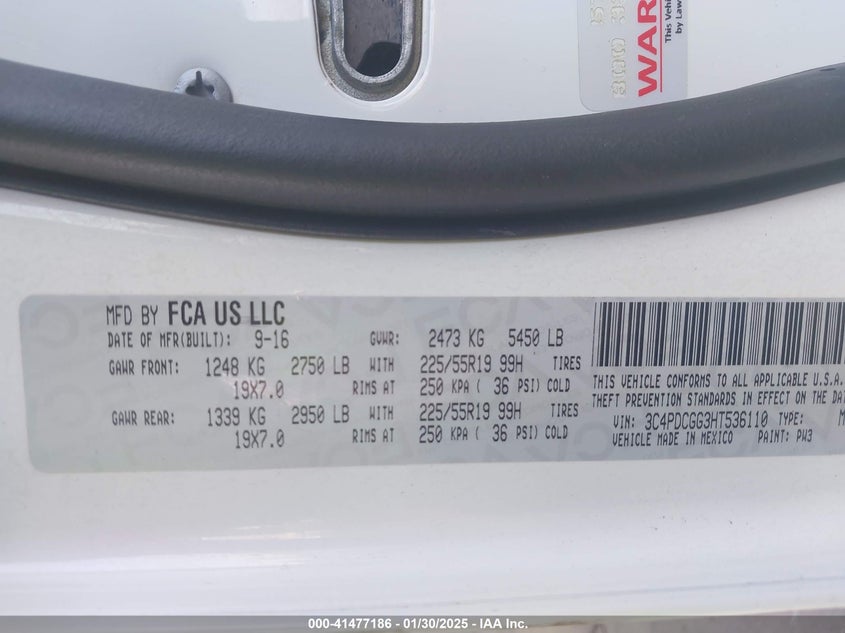 WAR
This Vehicl
by Law
MFD BY FCA US LLC
DATE OF MFR(BUILT): 9-16 GVWR: 2473 KG 5450 LB
GAWR FRONT: 1248 KG 2750 LB WITH 225/55R19 99H TIRES
19X7.0 RIMS AT 250 KPA ( 36 PSI) COLD
GAWR REAR: 1339 KG 2950 LB WITH 225/55R19 99H TIRES
19X7.0 RIMS AT 250 KPA ( 36 PSI) COLD
THIS VEHICLE CONFORMS TO ALL APPLICABLE U.S.A.
THEFT PREVENTION STANDARDS IN EFFECT ON THE DA
VIN: 3C4PDCGG3HT536110 TYPE: M
VEHICLE MADE IN MEXICO PAINT: PW3
000-41477186 - 01/30/2025 - IAA Inc.